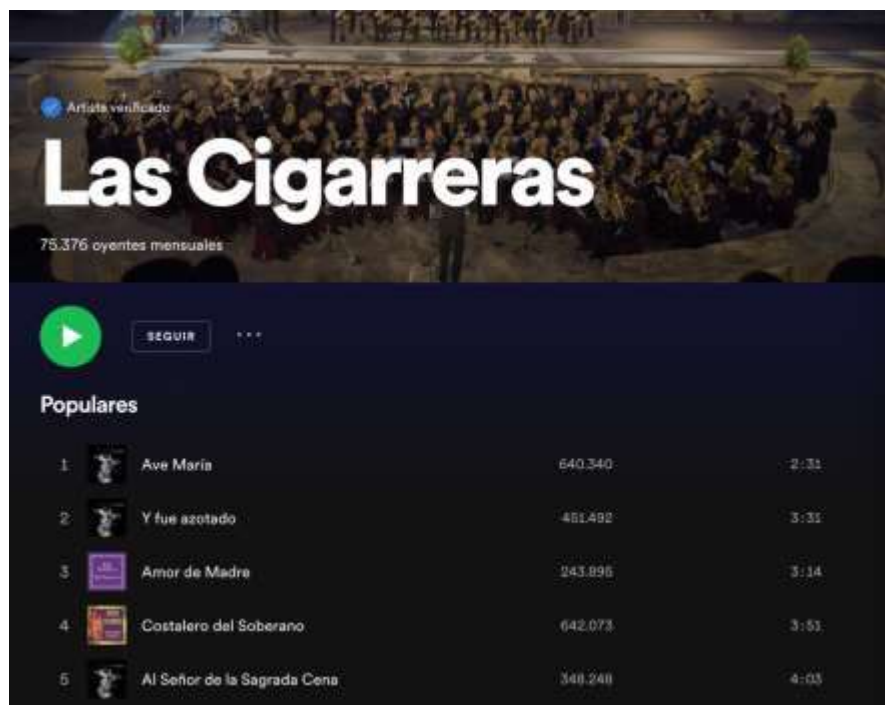 Artista verificado
Las Cigarreras
75.376 oyentes mensuales
SEGUIR
Populares
1 Ave María 640.340 2:31
2 Y fue azotado 451.492 3:31
3 Amor de Madre 243.895 3:14
4 Costalero del Soberano 642.073 3:51
5 Al Señor de la Sagrada Cena 348.248 4:03